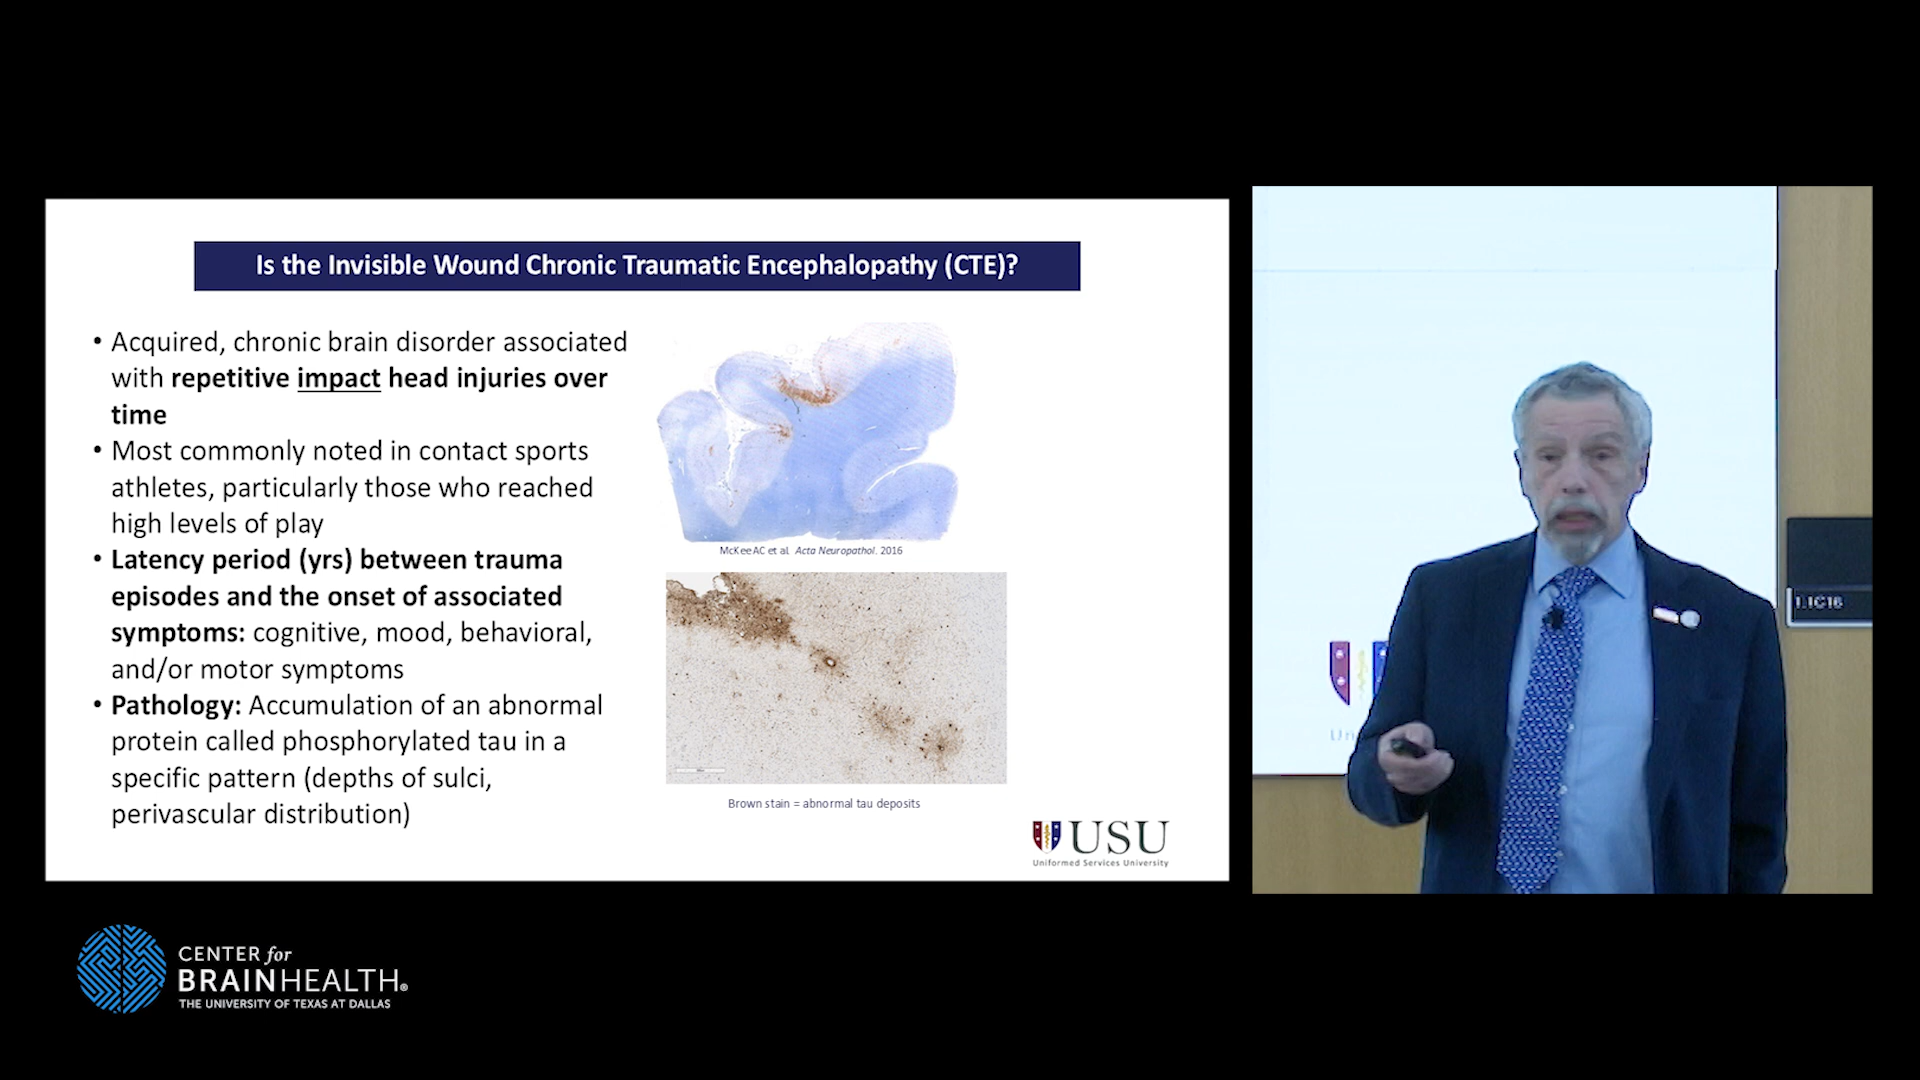 Is the Invisible Wound Chronic Traumatic Encephalopathy (CTE)?
• Acquired, chronic brain disorder associated
with repetitive impact head injuries over
time
• Most commonly noted in contact sports
athletes, particularly those who reached
high levels of play
• Latency period (yrs) between trauma
episodes and the onset of associated
symptoms: cognitive, mood, behavioral,
and/or motor symptoms
• Pathology: Accumulation of an abnormal
protein called phosphorylated tau in a
specific pattern (depths of sulci,
perivascular distribution)
McKee AC et al. Acta Neuropathol. 2016
Brown stain = abnormal tau deposits
USU
Uniformed Services University
Un
CENTER for
BRAINHEALTH®
THE UNIVERSITY OF TEXAS AT DALLAS